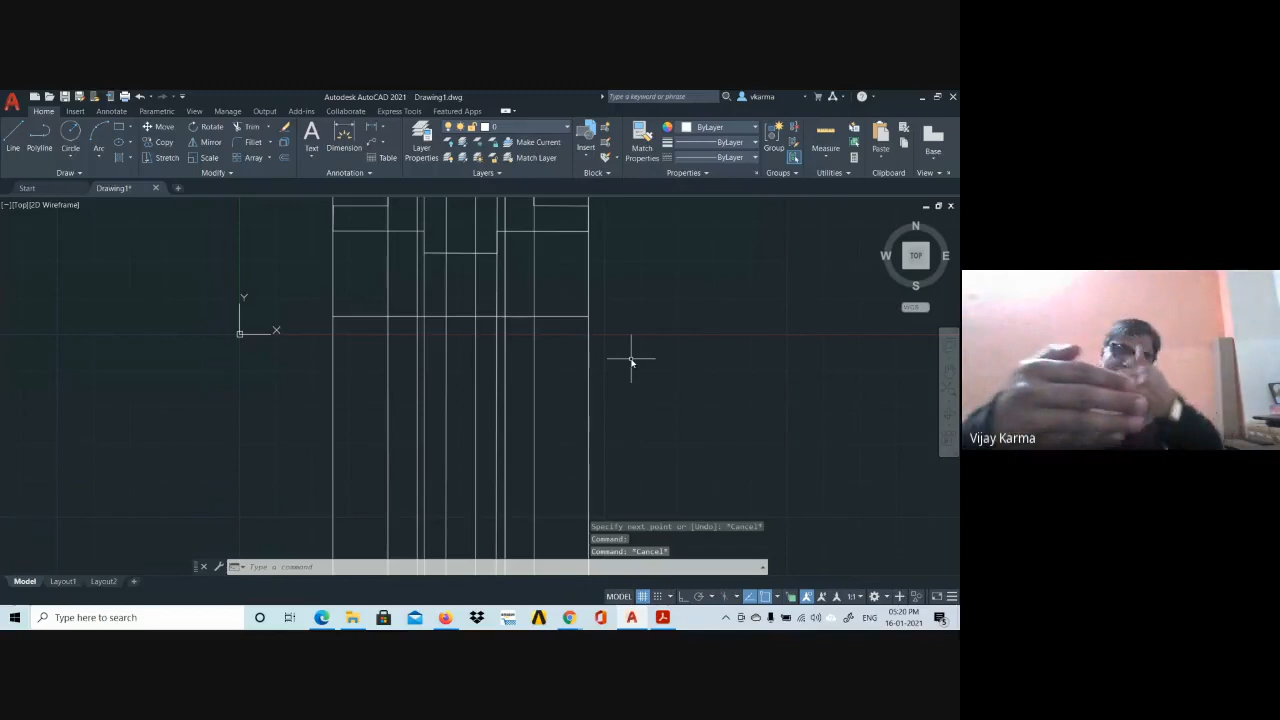 Autodesk AutoCAD 2021 Drawing1.dwg
Type a keyword or phrase
vkarma
Home Insert Annotate Parametric View Manage Output Add-ins Collaborate Express Tools Featured Apps
Line Polyline Circle Arc
Move Rotate Trim
Copy Mirror Fillet
Stretch Scale Array
Text Dimension Table
Layer Properties
0
Make Current
Match Layer
Insert
Match Properties
ByLayer
ByLayer
ByLayer
Group
Measure
Paste
Base
Draw Modify Annotation Layers Block Properties Groups Utilities Clipboard View
Start Drawing1*
[−][Top][2D Wireframe]
N
W TOP E
S
WCS
Y
X
Specify next point or [Undo]: *Cancel*
Command:
Command: *Cancel*
Type a command
Model Layout1 Layout2
MODEL 1:1
Type here to search
ENG
05:20 PM
16-01-2021
5
Vijay Karma